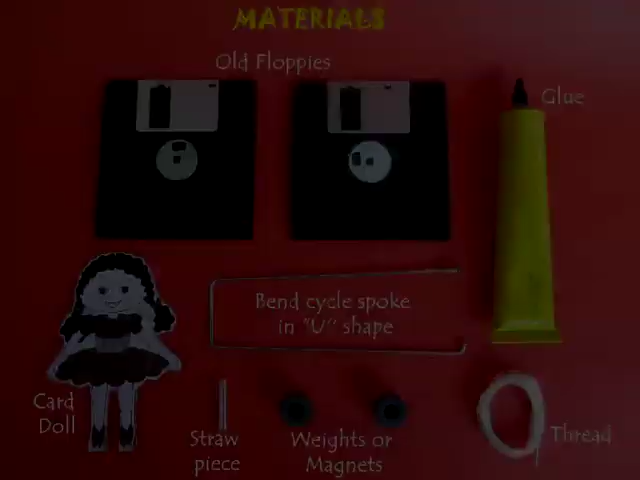 MATERIALS
Old Floppies
Glue
Bend cycle spoke
in "U" shape
Card
Doll
Straw
piece
Weights or
Magnets
Thread